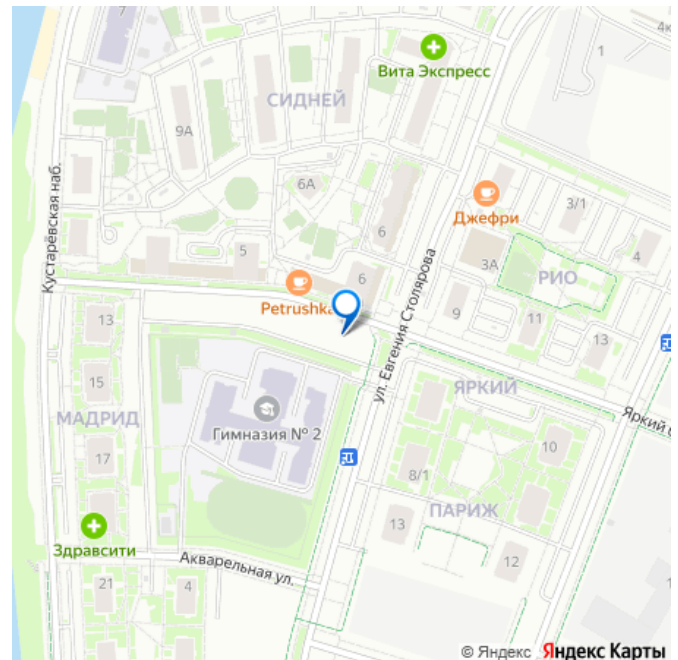 7
1
4к
Вита Экспресс
СИДНЕЙ
9А
Кустарёвская наб.
6А
Джефри
3/1
6
5
3А
4
6
РИО
Petrushka
13
9
11
13
ул. Евгения Столярова
15
ЯРКИЙ
МАДРИД
Гимназия № 2
Яркий
17
10
8/1
ПАРИЖ
13
Здравсити
12
Акварельная ул.
21
4
1
© Яндекс Яндекс Карты